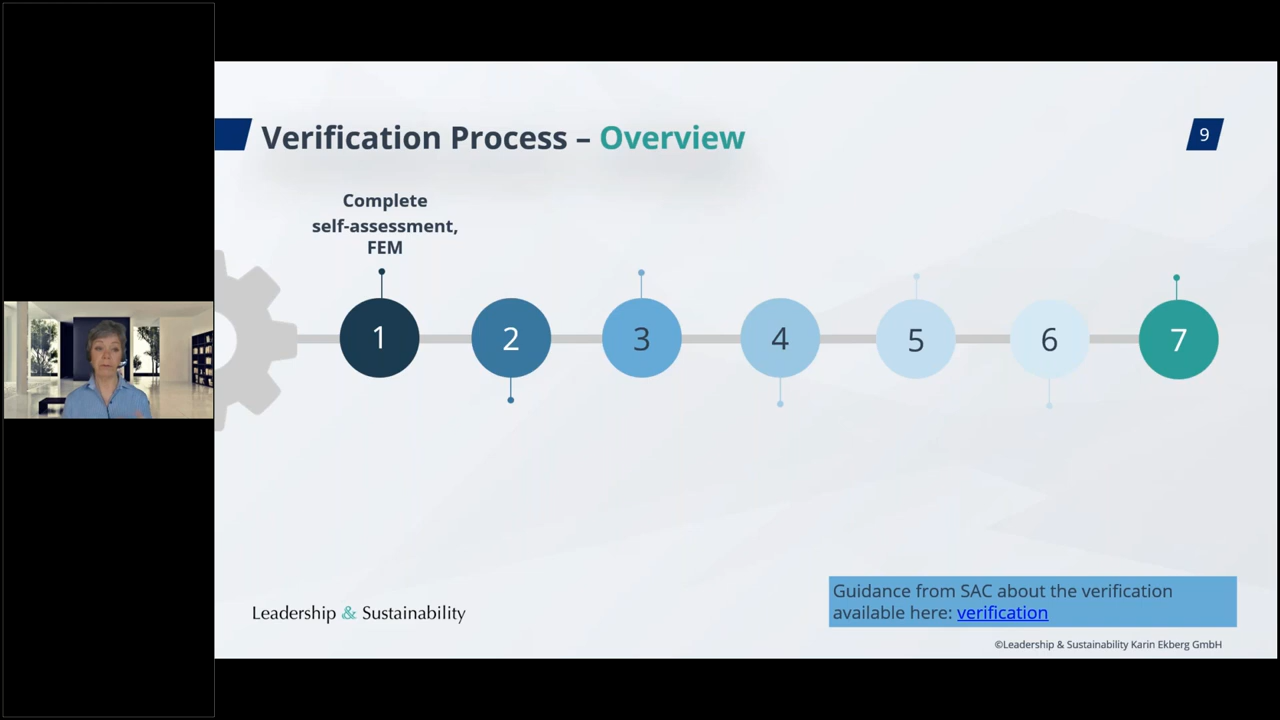 Verification Process – Overview
9
Complete
self-assessment,
FEM
1
2
3
4
5
6
7
Guidance from SAC about the verification
available here: verification
Leadership & Sustainability
©Leadership & Sustainability Karin Ekberg GmbH